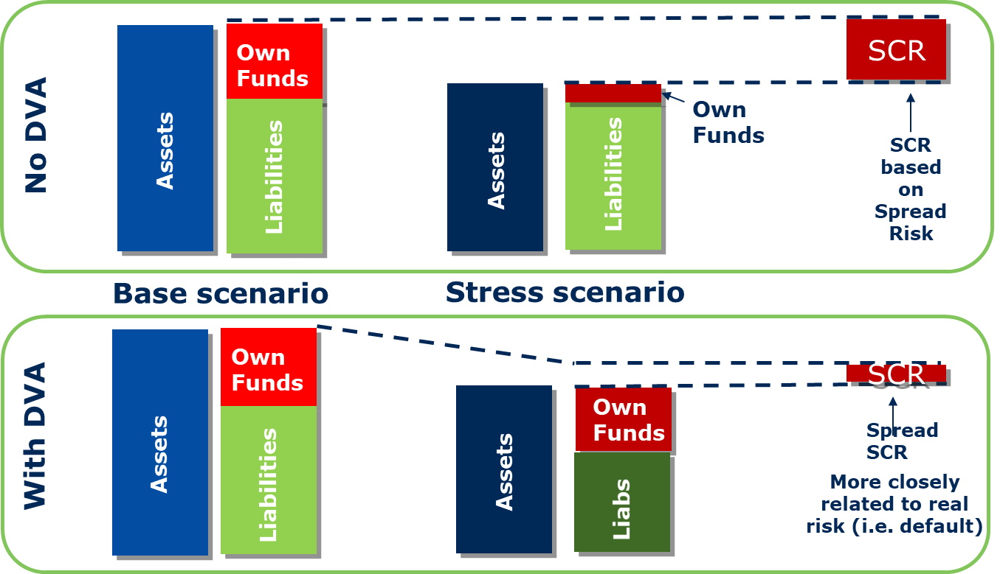 No DVA
Assets
Own
Funds
Liabilities
Assets
Liabilities
Own
Funds
SCR
SCR
based
on
Spread
Risk
Base scenario
Stress scenario
With DVA
Assets
Own
Funds
Liabilities
Assets
Own
Funds
Liabs
SCR
Spread
SCR
More closely
related to real
risk (i.e. default)